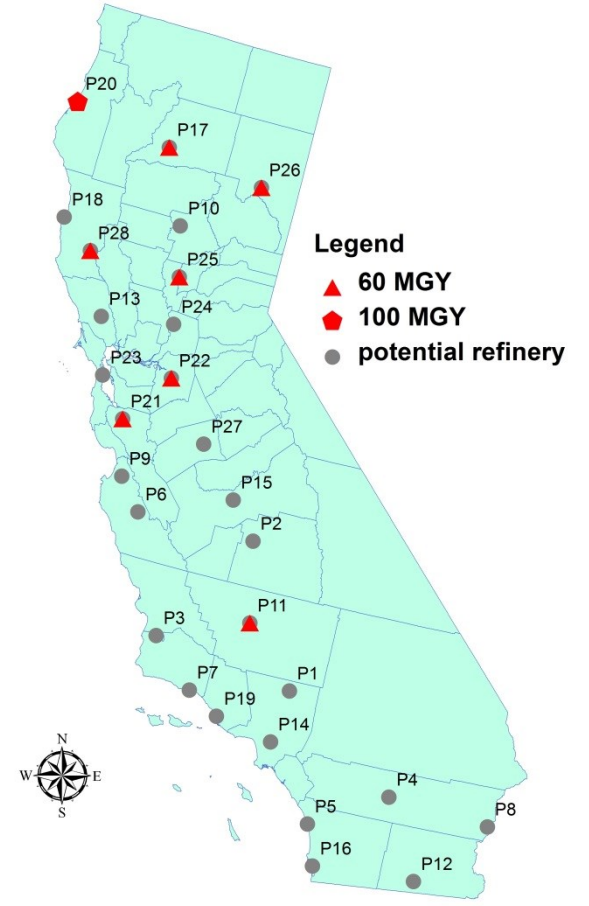 P20
P17
P26
P18
P10
P28
P25
P13
P24
P23
P22
P21
P27
P9
P15
P6
P2
P11
P3
P1
P7
P19
P14
P4
P5
P8
P16
P12
Legend
60 MGY
100 MGY
potential refinery
N
W E
S